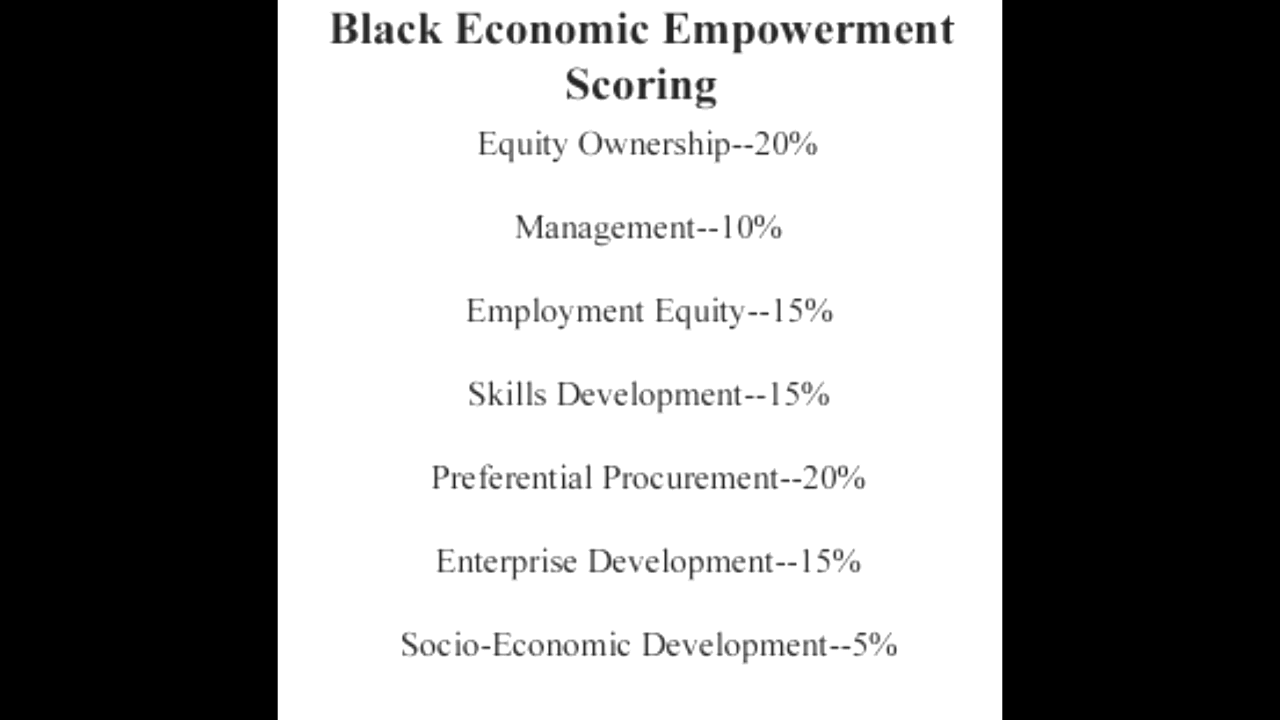 Black Economic Empowerment
Scoring
Equity Ownership--20%
Management--10%
Employment Equity--15%
Skills Development--15%
Preferential Procurement--20%
Enterprise Development--15%
Socio-Economic Development--5%